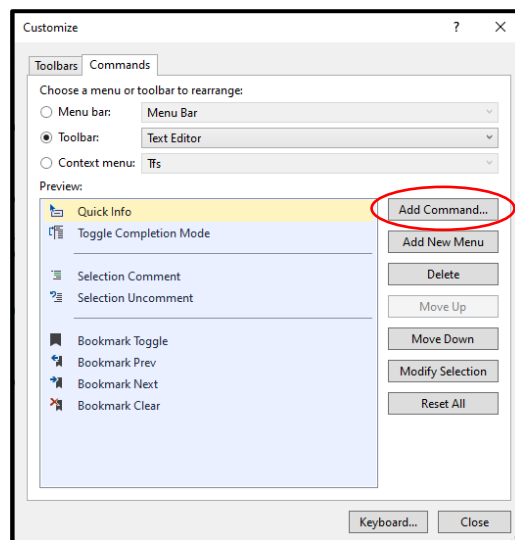 Customize ? ×
Toolbars Commands
Choose a menu or toolbar to rearrange:
Menu bar: Menu Bar
Toolbar: Text Editor
Context menu: Tfs
Preview:
Quick Info
Toggle Completion Mode
Selection Comment
Selection Uncomment
Bookmark Toggle
Bookmark Prev
Bookmark Next
Bookmark Clear
Add Command...
Add New Menu
Delete
Move Up
Move Down
Modify Selection
Reset All
Keyboard... Close